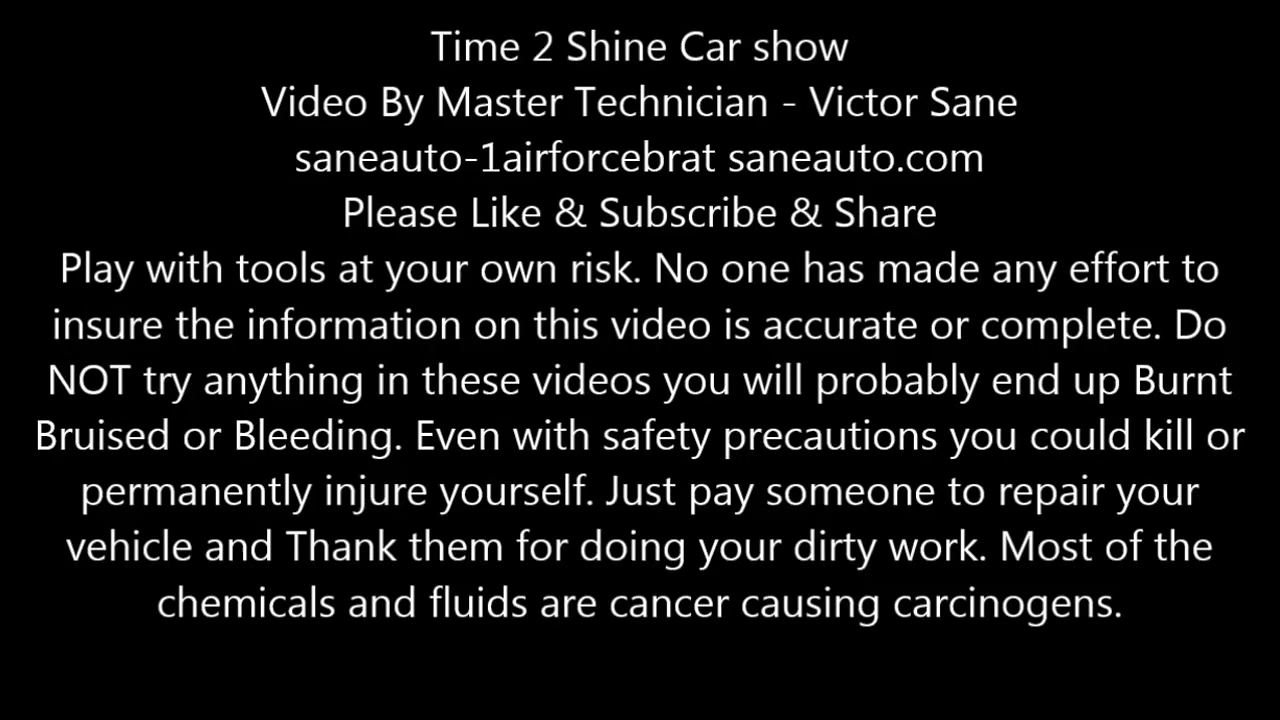 Time 2 Shine Car show
Video By Master Technician - Victor Sane
saneauto-1airforcebrat saneauto.com
Please Like & Subscribe & Share
Play with tools at your own risk. No one has made any effort to
insure the information on this video is accurate or complete. Do
NOT try anything in these videos you will probably end up Burnt
Bruised or Bleeding. Even with safety precautions you could kill or
permanently injure yourself. Just pay someone to repair your
vehicle and Thank them for doing your dirty work. Most of the
chemicals and fluids are cancer causing carcinogens.